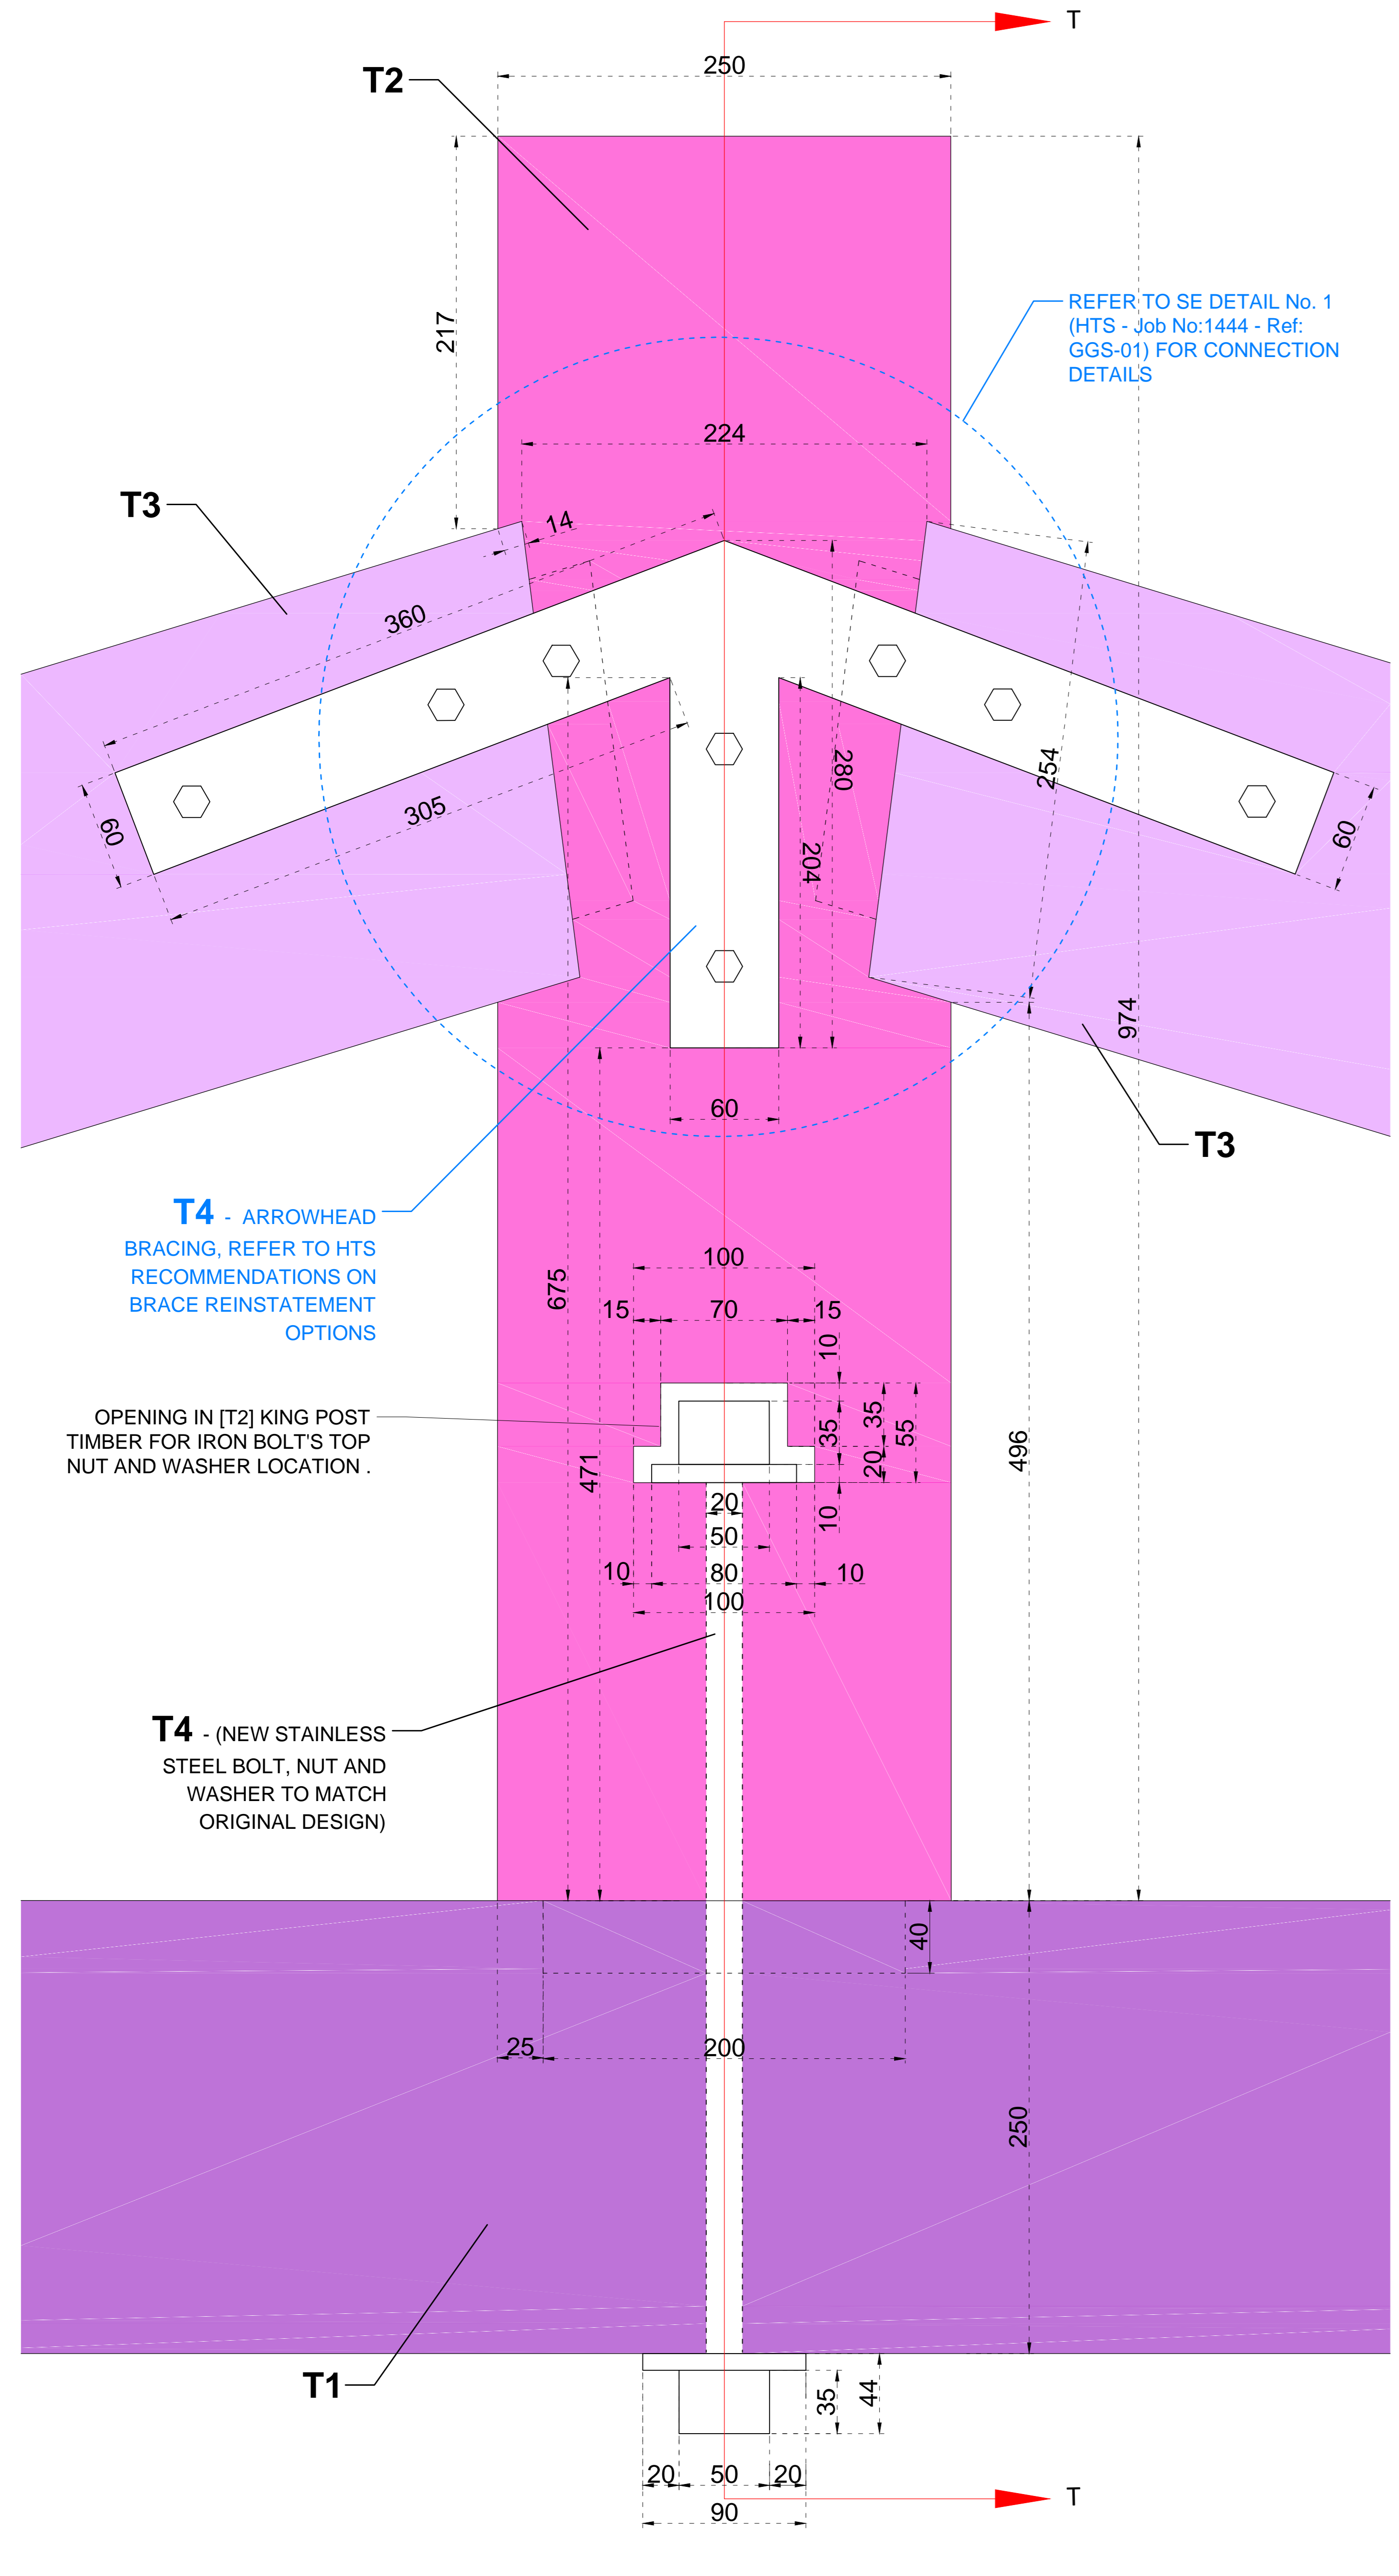 T
250
T2
REFER TO SE DETAIL No. 1
(HTS - Job No:1444 - Ref:
GGS-01) FOR CONNECTION
DETAILS
217
224
T3
14
360
280
254
305
60
60
204
974
60
T3
T4 - ARROWHEAD
BRACING, REFER TO HTS
RECOMMENDATIONS ON
BRACE REINSTATEMENT
OPTIONS
100
675
15
70
15
10
OPENING IN [T2] KING POST
TIMBER FOR IRON BOLT'S TOP
NUT AND WASHER LOCATION .
35
35
55
496
471
20
20
10
50
10
80
10
100
T4 - (NEW STAINLESS
STEEL BOLT, NUT AND
WASHER TO MATCH
ORIGINAL DESIGN)
40
25
200
250
T1
35
44
20
50
20
T
90